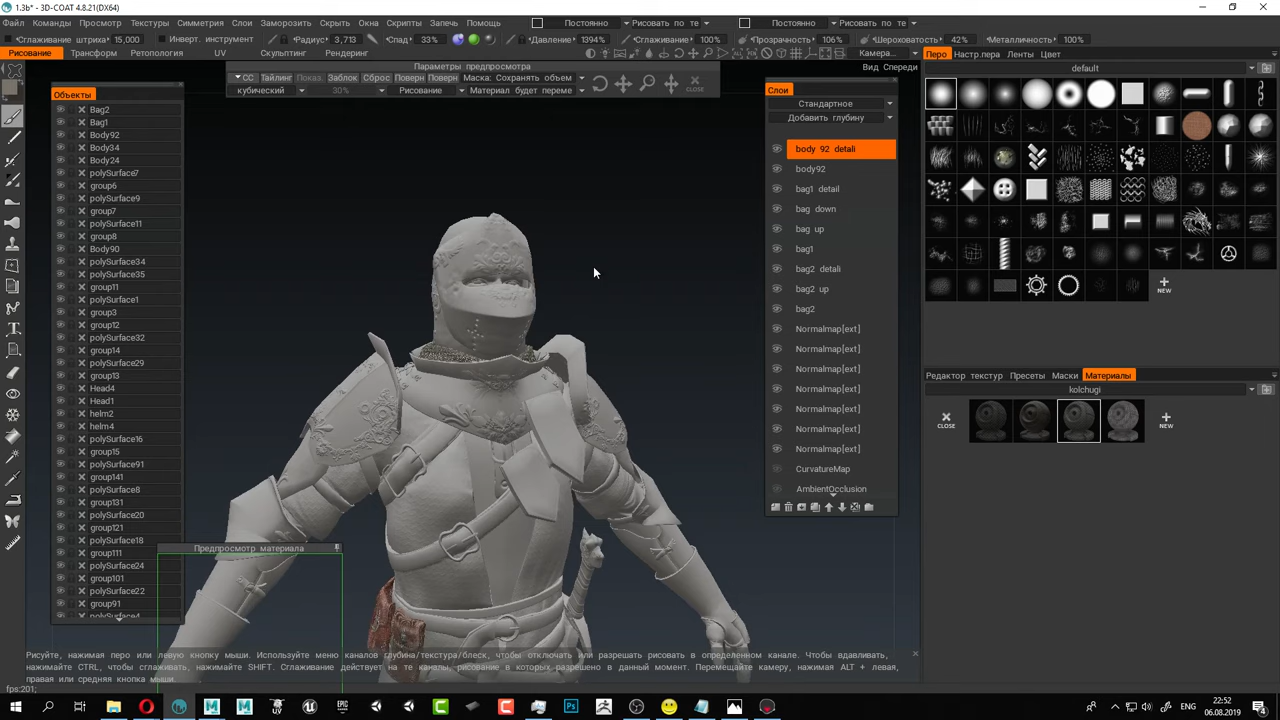 1.3b* - 3D-COAT 4.8.21(DX64)
Файл Команды Просмотр Текстуры Симметрия Слои Заморозить Скрыть Окна Скрипты Запечь Помощь Постоянно Рисовать по те Постоянно Рисовать по те
Сглаживание штриха 15,000 Инверт. инструмент Радиус 3,713 Спад 33% Давление 1394% Сглаживание 100% Прозрачность 106% Шероховатость 42% Металличность 100%
Рисование Трансформ Ретопология UV Скульптинг Рендеринг Камера... Перо Настр.пера Ленты Цвет
Параметры предпросмотра Вид Спереди default
CC Тайлинг Показ. Заблок Сброс Поверн Поверн Маска: Сохранять объем
кубический 30% Рисование Материал будет переме CLOSE
Объекты
Bag2
Bag1
Body92
Body34
Body24
polySurface7
group6
polySurface9
group7
polySurface11
group8
Body90
polySurface34
polySurface35
group11
polySurface1
group3
group12
polySurface32
group14
polySurface29
group13
Head4
Head1
helm2
helm4
polySurface16
group15
polySurface91
group141
polySurface8
group131
polySurface20
group121
polySurface18
group111
polySurface24
group101
polySurface22
group91
polySurface4
Слои
Стандартное
Добавить глубину
body 92 detali
body92
bag1 detail
bag down
bag up
bag1
bag2 detali
bag2 up
bag2
Normalmap[ext]
Normalmap[ext]
Normalmap[ext]
Normalmap[ext]
Normalmap[ext]
Normalmap[ext]
Normalmap[ext]
CurvatureMap
AmbientOcclusion
NEW
Редактор текстур Пресеты Маски Материалы
kolchugi
CLOSE NEW
Предпросмотр материала
Рисуйте, нажимая перо или левую кнопку мыши. Используйте меню каналов глубина/текстура/блеск, чтобы отключить или разрешать рисовать в определенном канале. Чтобы вдавливать,
нажимайте CTRL, чтобы сглаживать, нажимайте SHIFT. Сглаживание действует на те каналы, рисование в которых разрешено в данный момент. Перемещайте камеру, нажимая ALT + левая,
правая или средняя кнопка мыши.
fps:201;
22:52
ENG
06.08.2019